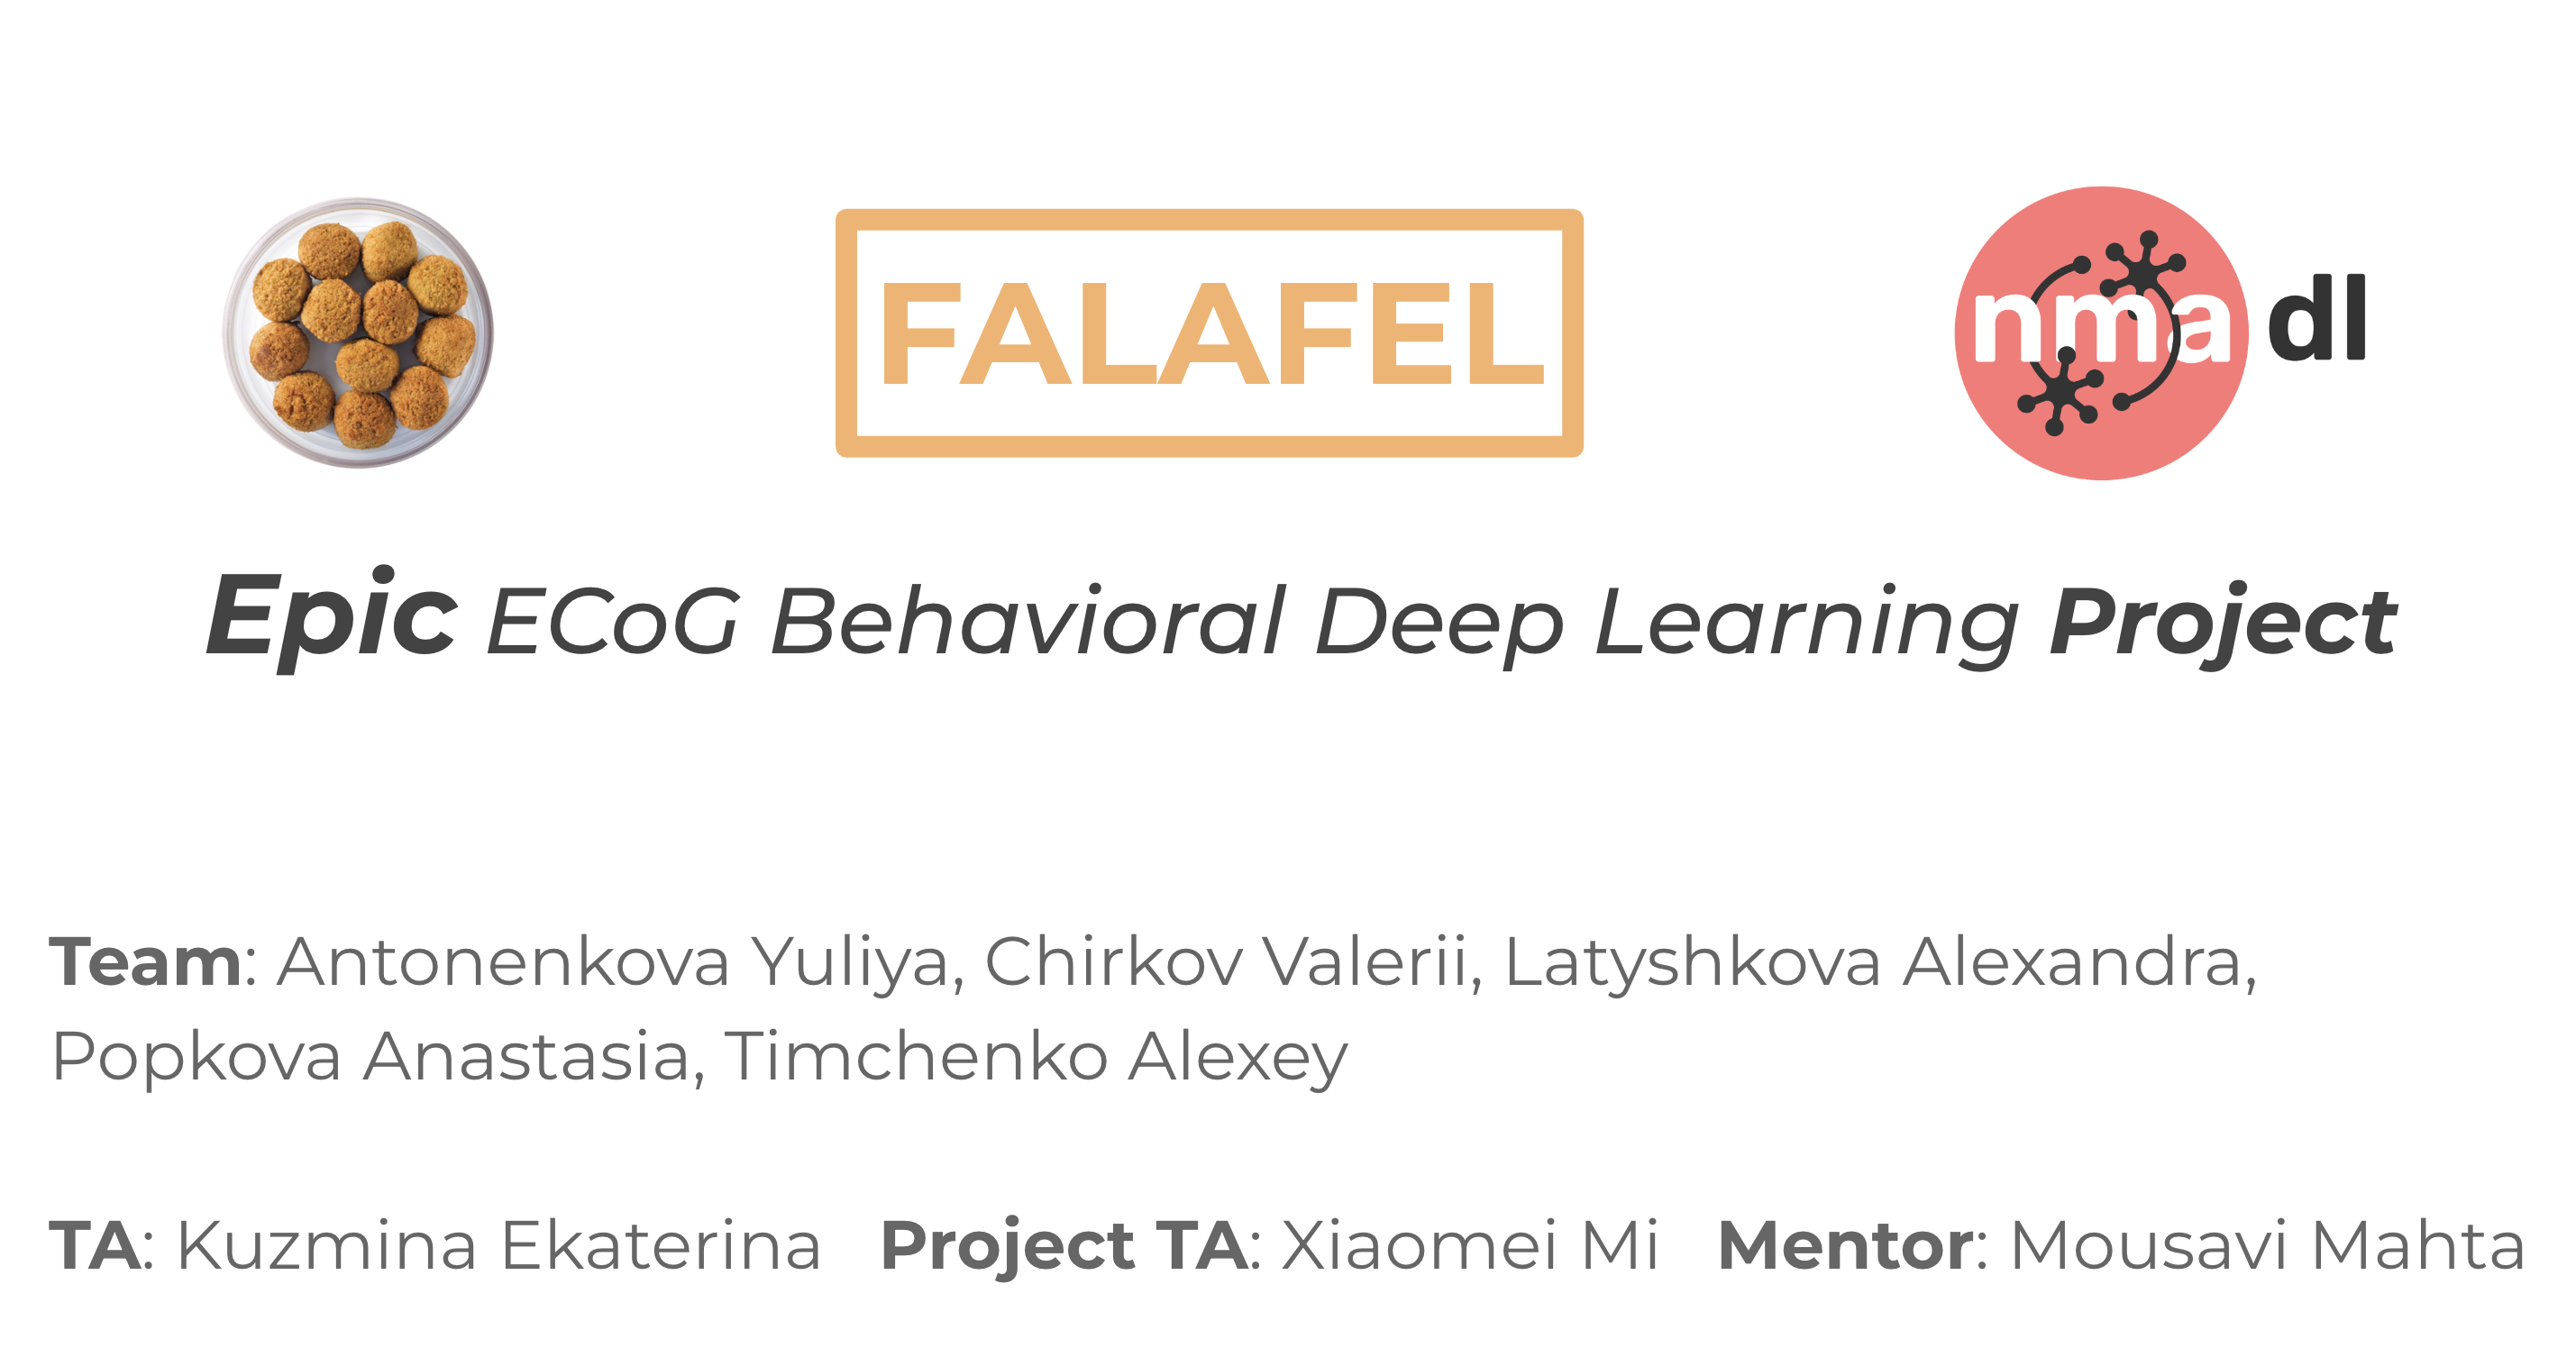 FALAFEL
nma dl
Epic ECoG Behavioral Deep Learning Project
Team: Antonenkova Yuliya, Chirkov Valerii, Latyshkova Alexandra,
Popkova Anastasia, Timchenko Alexey
TA: Kuzmina Ekaterina Project TA: Xiaomei Mi Mentor: Mousavi Mahta